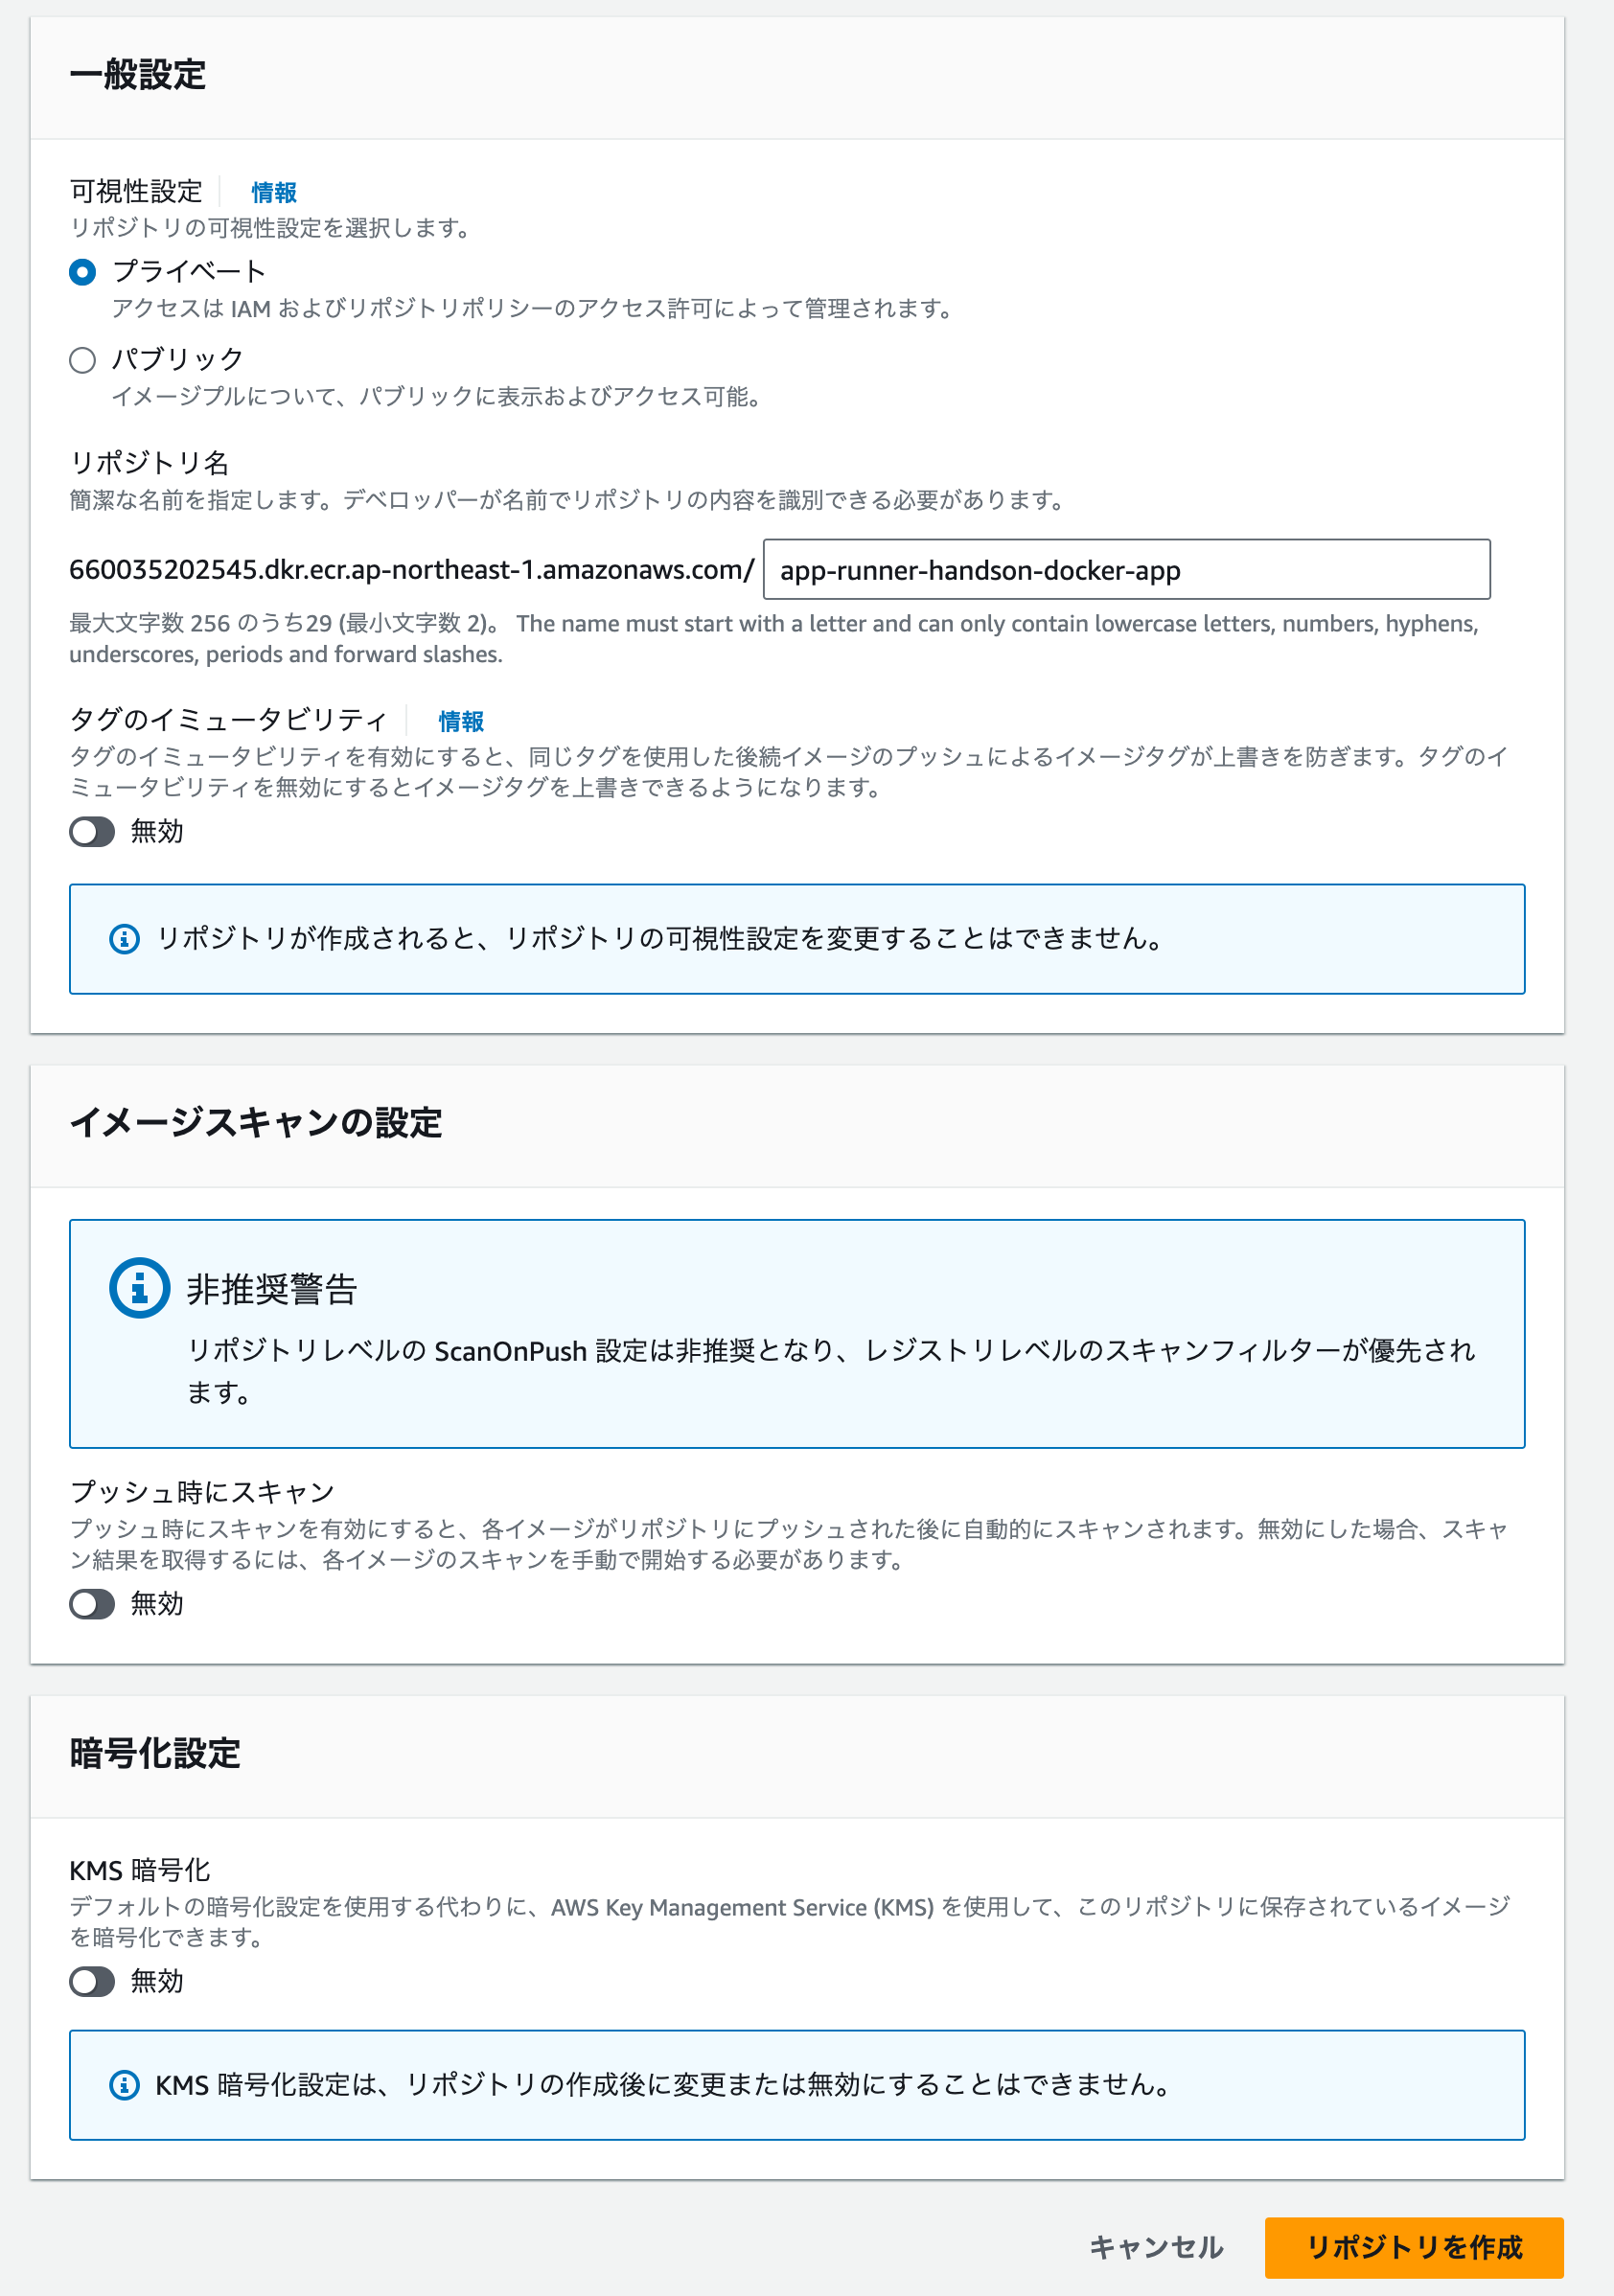 一般設定
可視性設定 情報
リポジトリの可視性設定を選択します。
プライベート
アクセスは IAM およびリポジトリポリシーのアクセス許可によって管理されます。
パブリック
イメージプルについて、パブリックに表示およびアクセス可能。
リポジトリ名
簡潔な名前を指定します。デベロッパーが名前でリポジトリの内容を識別できる必要があります。
660035202545.dkr.ecr.ap-northeast-1.amazonaws.com/ app-runner-handson-docker-app
最大文字数 256 のうち29 (最小文字数 2)。 The name must start with a letter and can only contain lowercase letters, numbers, hyphens,
underscores, periods and forward slashes.
タグのイミュータビリティ 情報
タグのイミュータビリティを有効にすると、同じタグを使用した後続イメージのプッシュによるイメージタグが上書きを防ぎます。タグのイ
ミュータビリティを無効にするとイメージタグを上書きできるようになります。
無効
リポジトリが作成されると、リポジトリの可視性設定を変更することはできません。
イメージスキャンの設定
非推奨警告
リポジトリレベルの ScanOnPush 設定は非推奨となり、レジストリレベルのスキャンフィルターが優先され
ます。
プッシュ時にスキャン
プッシュ時にスキャンを有効にすると、各イメージがリポジトリにプッシュされた後に自動的にスキャンされます。無効にした場合、スキャ
ン結果を取得するには、各イメージのスキャンを手動で開始する必要があります。
無効
暗号化設定
KMS 暗号化
デフォルトの暗号化設定を使用する代わりに、AWS Key Management Service (KMS) を使用して、このリポジトリに保存されているイメージ
を暗号化できます。
無効
KMS 暗号化設定は、リポジトリの作成後に変更または無効にすることはできません。
キャンセル リポジトリを作成